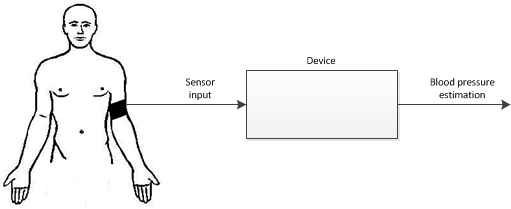 Device
Sensor
input
Blood pressure
estimation